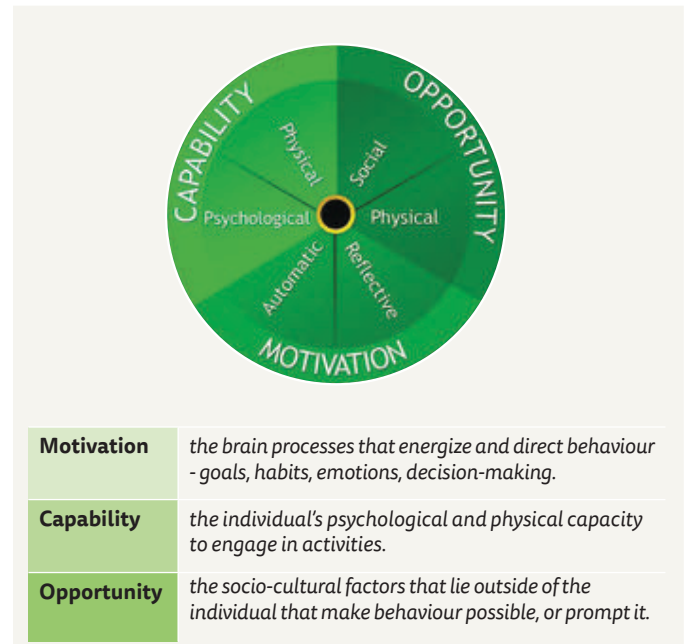 CAPABILITY
OPPORTUNITY
Physical
Social
Psychological
Physical
Automatic
Reflective
MOTIVATION
Motivation
the brain processes that energize and direct behaviour
- goals, habits, emotions, decision-making.
Capability
the individual's psychological and physical capacity
to engage in activities.
Opportunity
the socio-cultural factors that lie outside of the
individual that make behaviour possible, or prompt it.